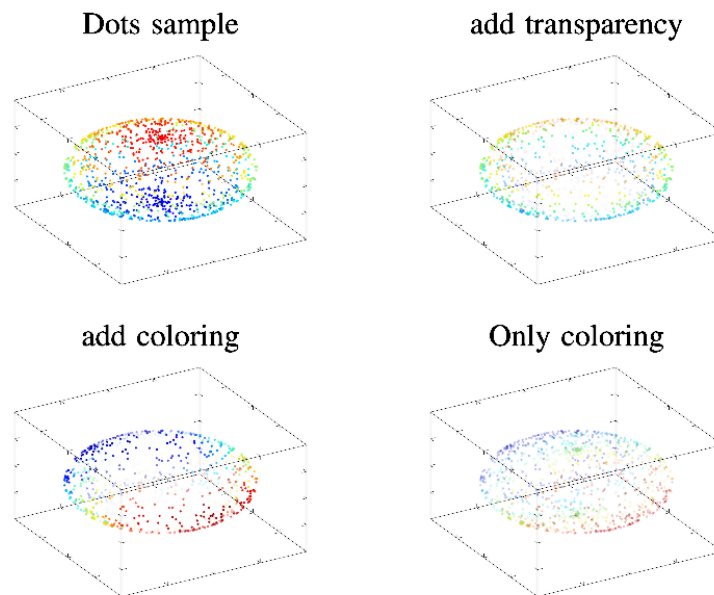 Dots sample
add transparency
add coloring
Only coloring